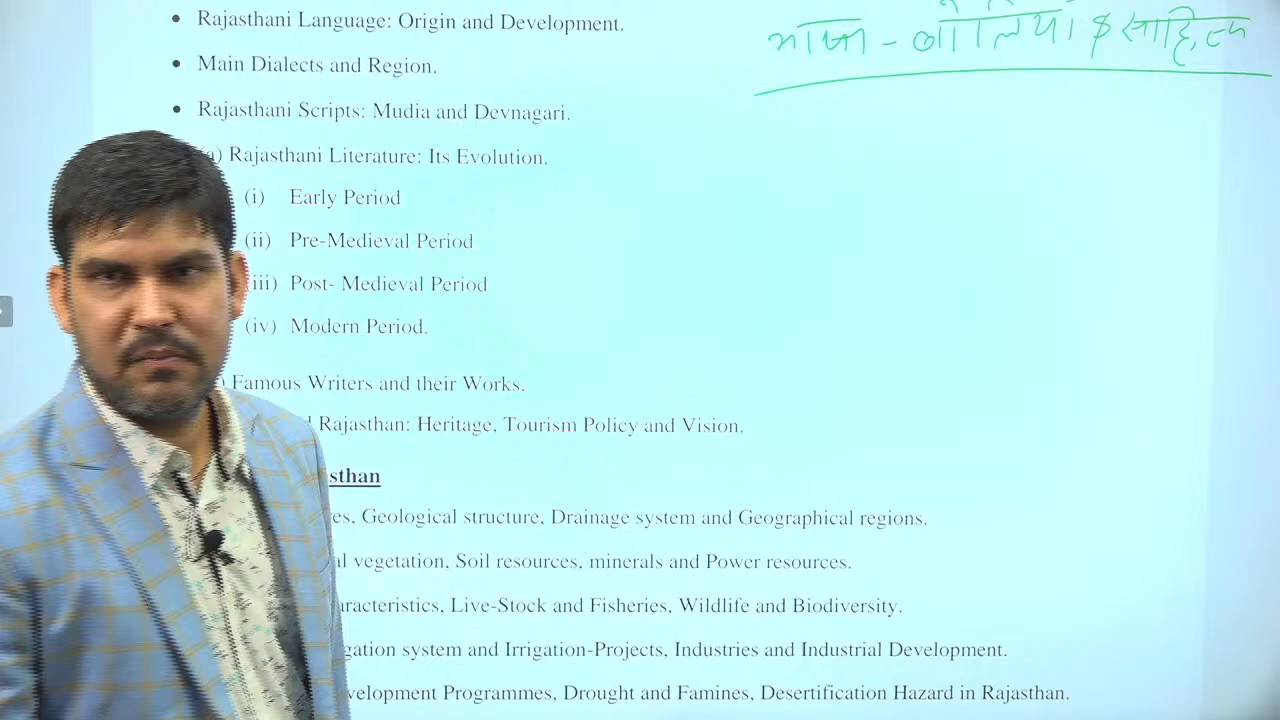 भाषा - बोलियां & साहित्य
Rajasthani Language: Origin and Development.
Main Dialects and Region.
Rajasthani Scripts: Mudia and Devnagari.
a) Rajasthani Literature: Its Evolution.
(i) Early Period
(ii) Pre-Medieval Period
iii) Post- Medieval Period
(iv) Modern Period.
) Famous Writers and their Works.
Rajasthan: Heritage, Tourism Policy and Vision.
sthan
es, Geological structure, Drainage system and Geographical regions.
al vegetation, Soil resources, minerals and Power resources.
aracteristics, Live-Stock and Fisheries, Wildlife and Biodiversity.
gation system and Irrigation-Projects, Industries and Industrial Development.
velopment Programmes, Drought and Famines, Desertification Hazard in Rajasthan.